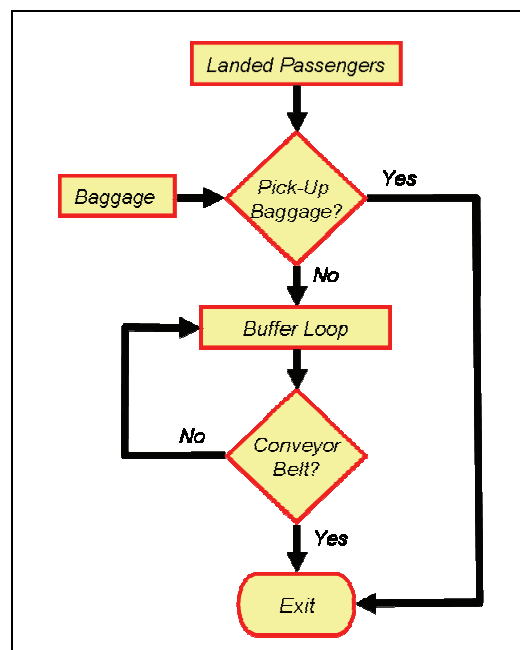 Landed Passengers
Pick-Up
Baggage?
Yes
Baggage
No
Buffer Loop
No
Conveyor
Belt?
Yes
Exit